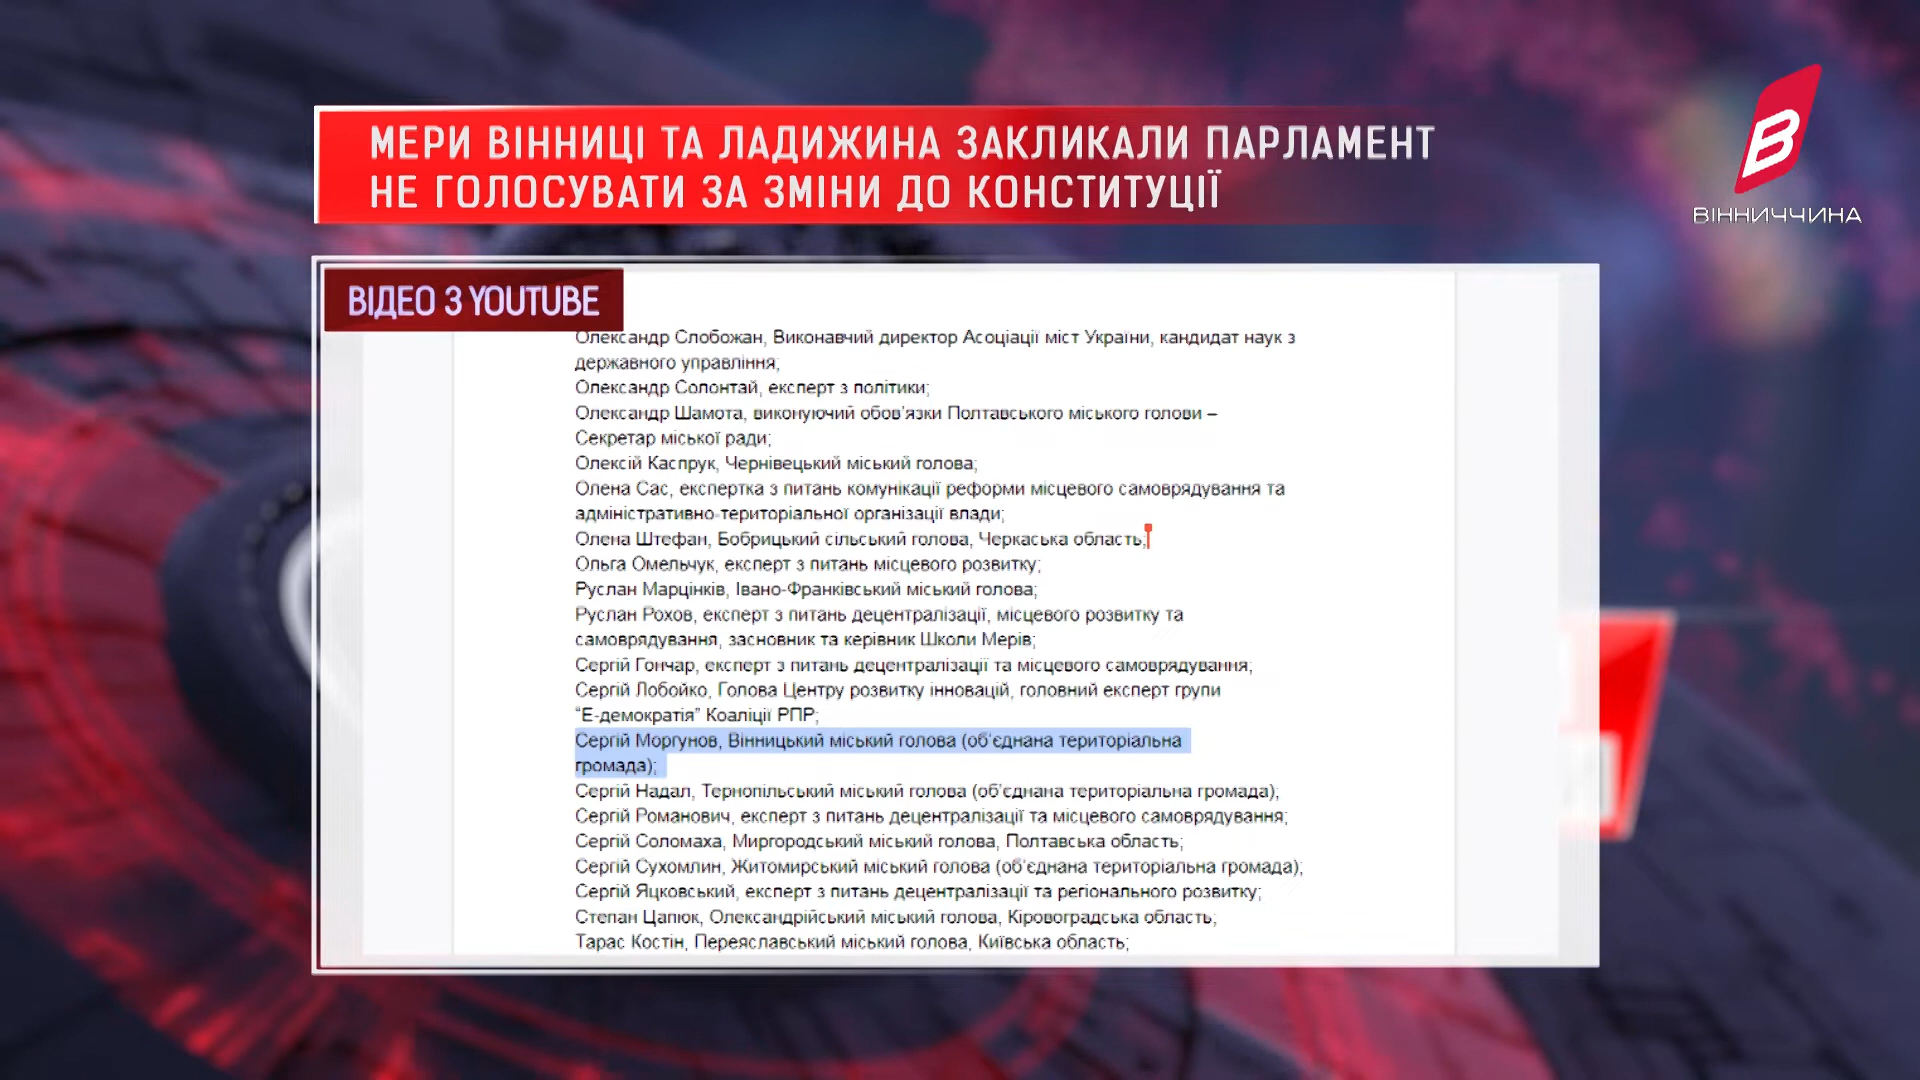 МЕРИ ВІННИЦІ ТА ЛАДИЖИНА ЗАКЛИКАЛИ ПАРЛАМЕНТ
НЕ ГОЛОСУВАТИ ЗА ЗМІНИ ДО КОНСТИТУЦІЇ
В
ВІННИЧЧИНА
ВІДЕО З YOUTUBE
Олександр Слобожан, Виконавчий директор Асоціації міст України, кандидат наук з
державного управління;
Олександр Солонтай, експерт з політики;
Олександр Шамота, виконуючий обов’язки Полтавського міського голови –
Секретар міської ради;
Олексій Каспрук, Чернівецький міський голова;
Олена Сас, експертка з питань комунікації реформи місцевого самоврядування та
адміністративно-територіальної організації влади;
Олена Штефан, Бобрицький сільський голова, Черкаська область;
Ольга Омельчук, експерт з питань місцевого розвитку;
Руслан Марцінків, Івано-Франківський міський голова;
Руслан Рохов, експерт з питань децентралізації, місцевого розвитку та
самоврядування, засновник та керівник Школи Мерів;
Сергій Гончар, експерт з питань децентралізації та місцевого самоврядування;
Сергій Лобойко, Голова Центру розвитку інновацій, головний експерт групи
“Е-демократія” Коаліції РПР;
Сергій Моргунов, Вінницький міський голова (об’єднана територіальна
громада);
Сергій Надал, Тернопільський міський голова (об’єднана територіальна громада);
Сергій Романович, експерт з питань децентралізації та місцевого самоврядування;
Сергій Соломаха, Миргородський міський голова, Полтавська область;
Сергій Сухомлин, Житомирський міський голова (об’єднана територіальна громада);
Сергій Яцковський, експерт з питань децентралізації та регіонального розвитку;
Степан Цапюк, Олександрійський міський голова, Кіровоградська область;
Тарас Костін, Переяславський міський голова, Київська область;